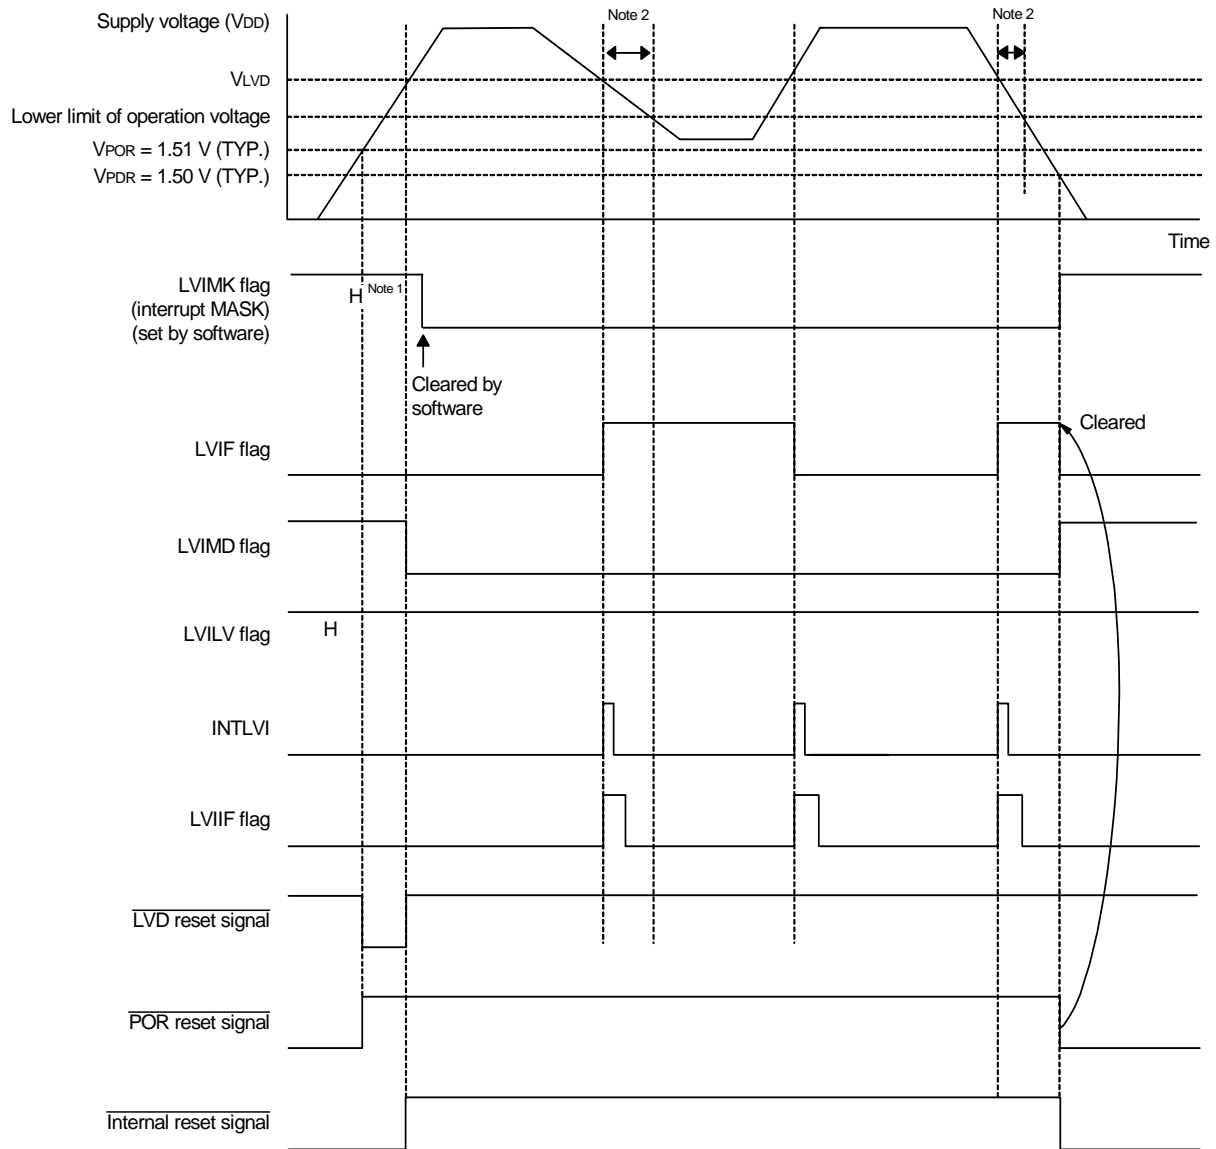 Note 2
Note 2
Supply voltage (VDD)
VLVD
Lower limit of operation voltage
VPOR = 1.51 V (TYP.)
VPDR = 1.50 V (TYP.)
Time
LVIMK flag
(interrupt MASK)
(set by software)
H Note 1
Cleared by
software
LVIF flag
Cleared
LVIMD flag
LVILV flag
H
INTLVI
LVIIF flag
LVD reset signal
POR reset signal
Internal reset signal